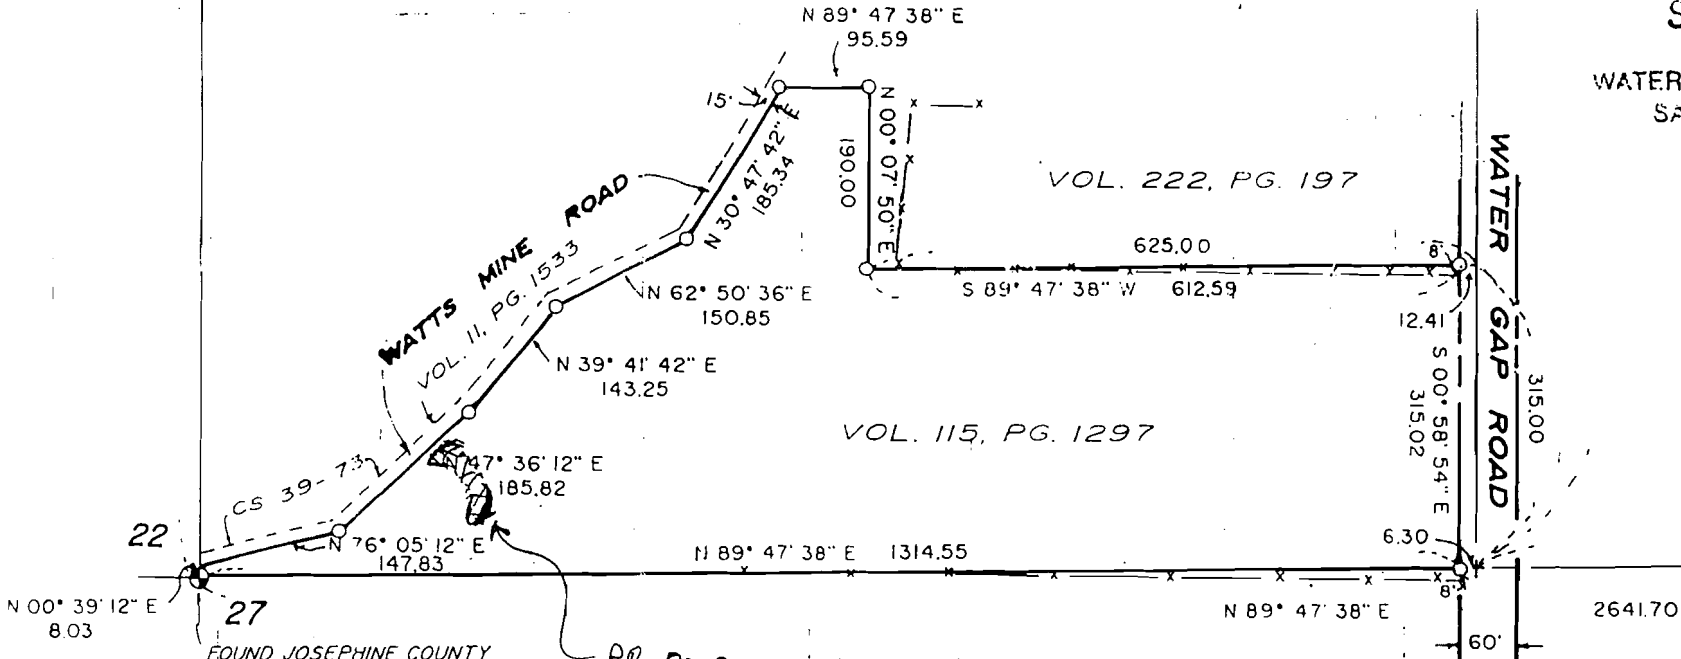 N 89° 47' 38" E
95.59
WATER
15'
N 30° 47' 42" E
185.34
N 00° 07' 50" E
190.00
VOL. 222, PG. 197
WATER GAP ROAD
WATTS MINE ROAD
VOL. 11, PG. 1533
625.00
8'
S 89° 47' 38" W 612.59
12.41
N 62° 50' 36" E
150.85
N 39° 41' 42" E
143.25
S 00° 58' 54" E
315.02
315.00
VOL. 115, PG. 1297
N 47° 36' 12" E
185.82
CS 39-73
22
N 76° 05' 12" E
147.83
N 89° 47' 38" E 1314.55
6.30
8'
N 00° 39' 12" E
8.03
27
N 89° 47' 38" E
2641.70
60'
FOUND JOSEPHINE COUNTY